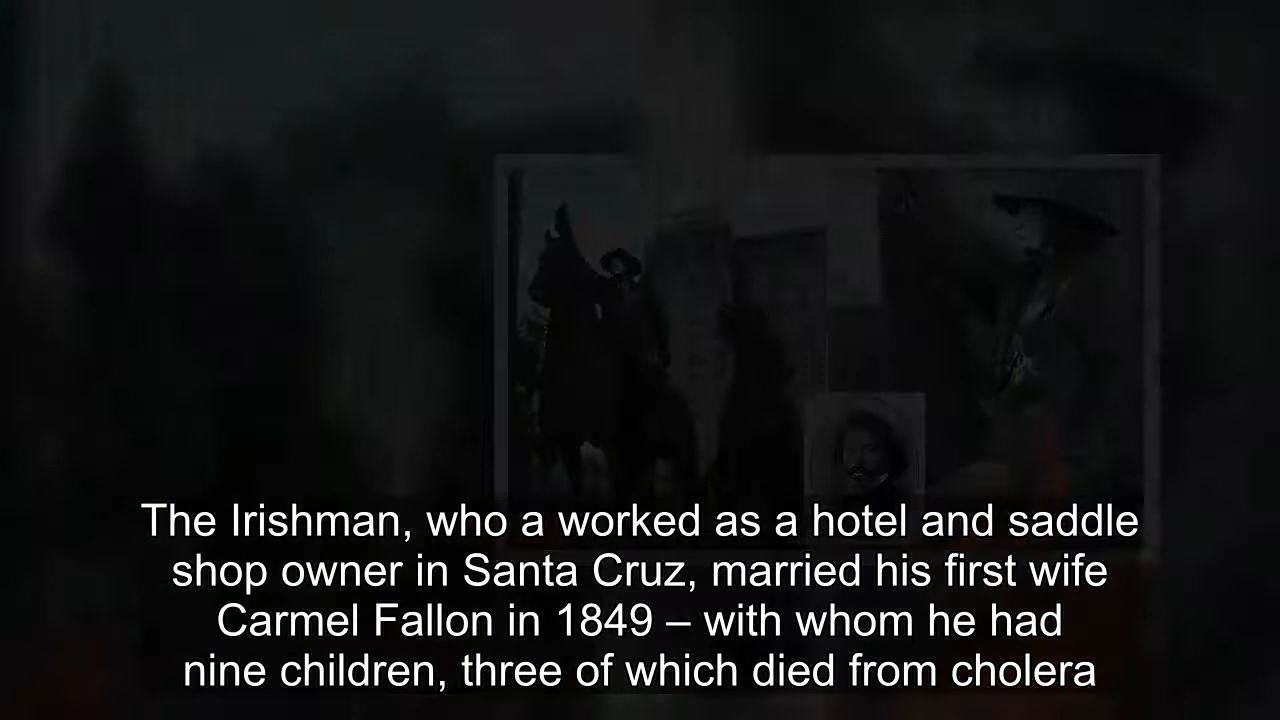 The Irishman, who a worked as a hotel and saddle
shop owner in Santa Cruz, married his first wife
Carmel Fallon in 1849 – with whom he had
nine children, three of which died from cholera